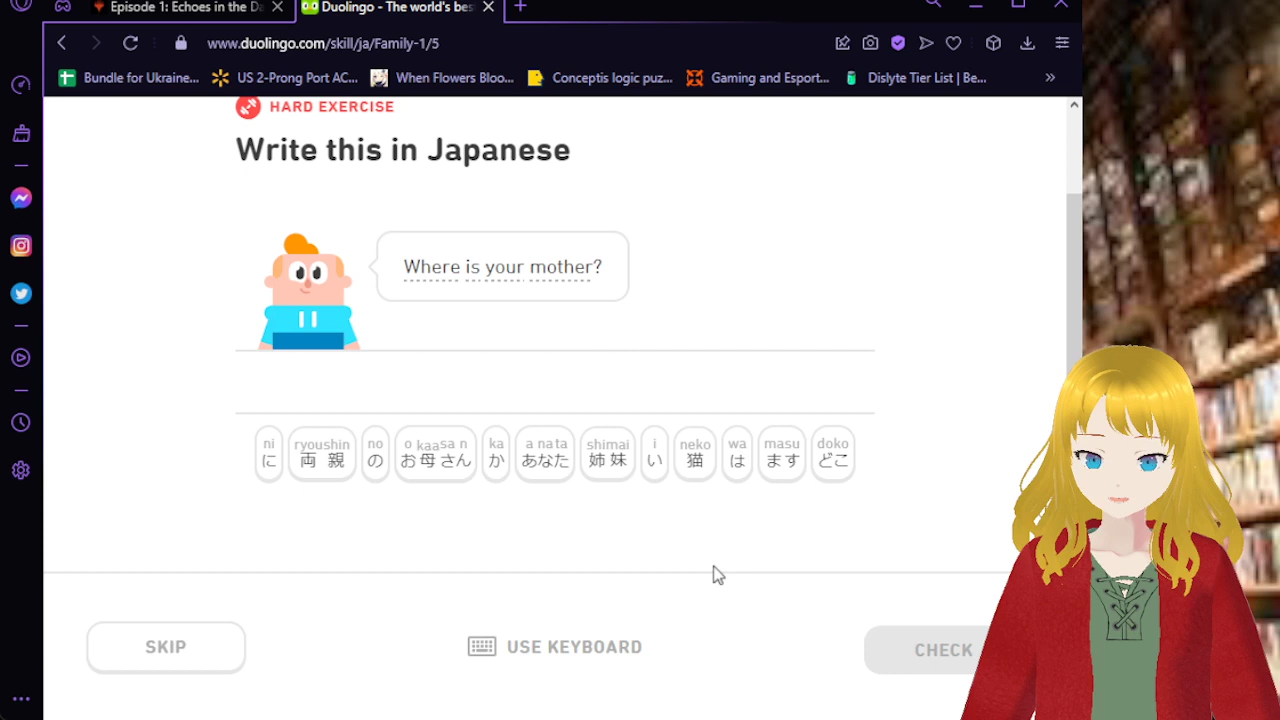 Episode 1: Echoes in the Da
Duolingo - The world's bes
www.duolingo.com/skill/ja/Family-1/5
Bundle for Ukraine... US 2-Prong Port AC... When Flowers Bloo... Conceptis logic puz... Gaming and Esport... Dislyte Tier List | Be... »
HARD EXERCISE
Write this in Japanese
Where is your mother?
ni ryoushin no o kaasa n ka a nata shimai i neko wa masu doko
に 両親 の お母さん か あなた 姉妹 い 猫 は ます どこ
SKIP USE KEYBOARD CHECK